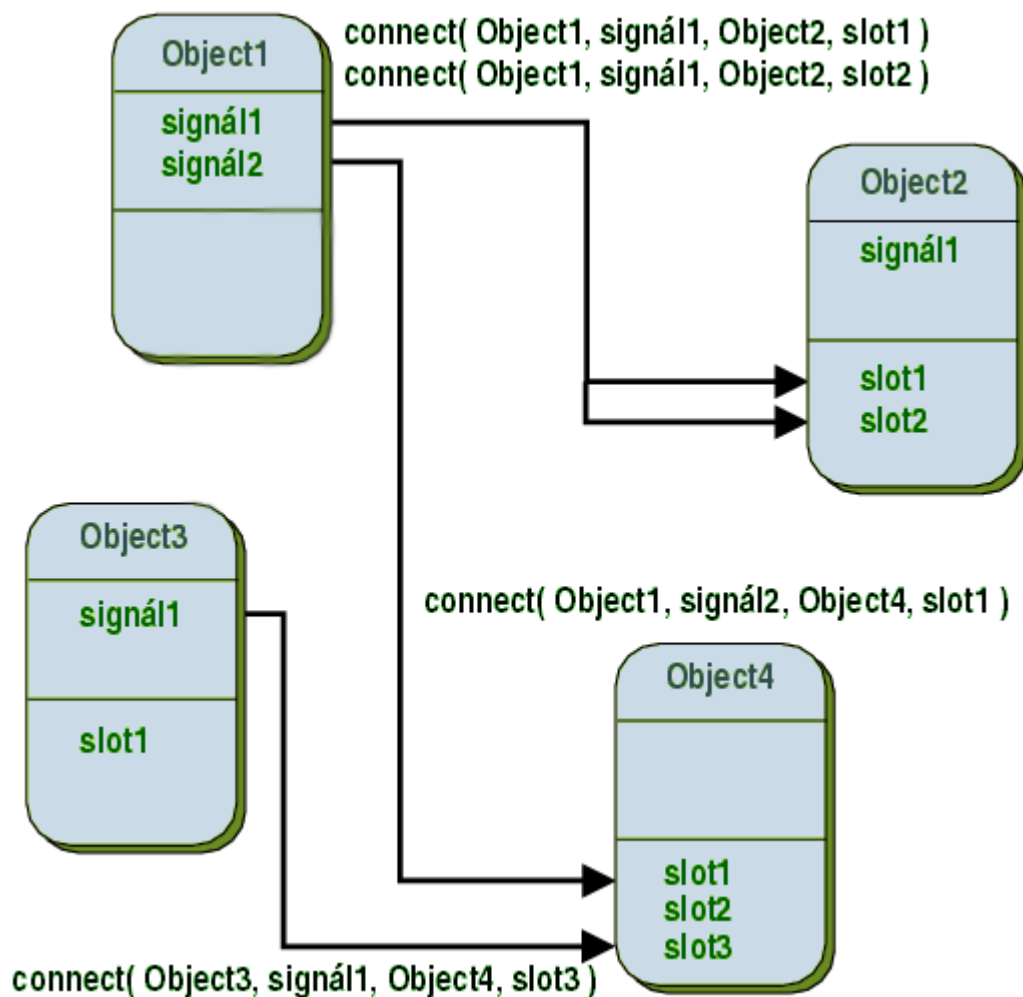 Object1
connect( Object1, signál1, Object2, slot1 )
connect( Object1, signál1, Object2, slot2 )
signál1
signál2
Object2
signál1
slot1
slot2
Object3
signál1
slot1
connect( Object1, signál2, Object4, slot1 )
Object4
slot1
slot2
slot3
connect( Object3, signál1, Object4, slot3 )